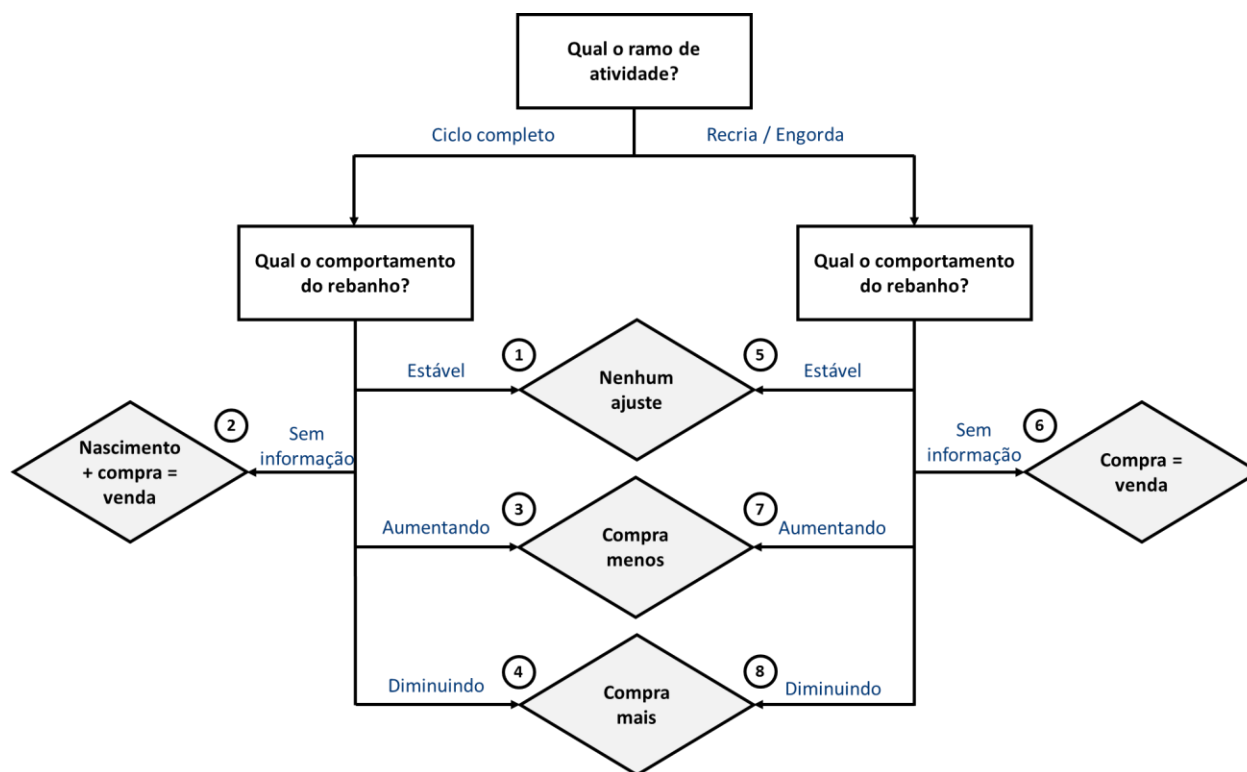 Qual o ramo de
atividade?
Ciclo completo
Recria / Engorda
Qual o comportamento
do rebanho?
Qual o comportamento
do rebanho?
1
5
Estável
Nenhum
ajuste
Estável
2
Nascimento
+ compra =
venda
Sem
informação
Sem
informação
6
Compra =
venda
3
7
Aumentando
Compra
menos
Aumentando
4
8
Diminuindo
Compra
mais
Diminuindo